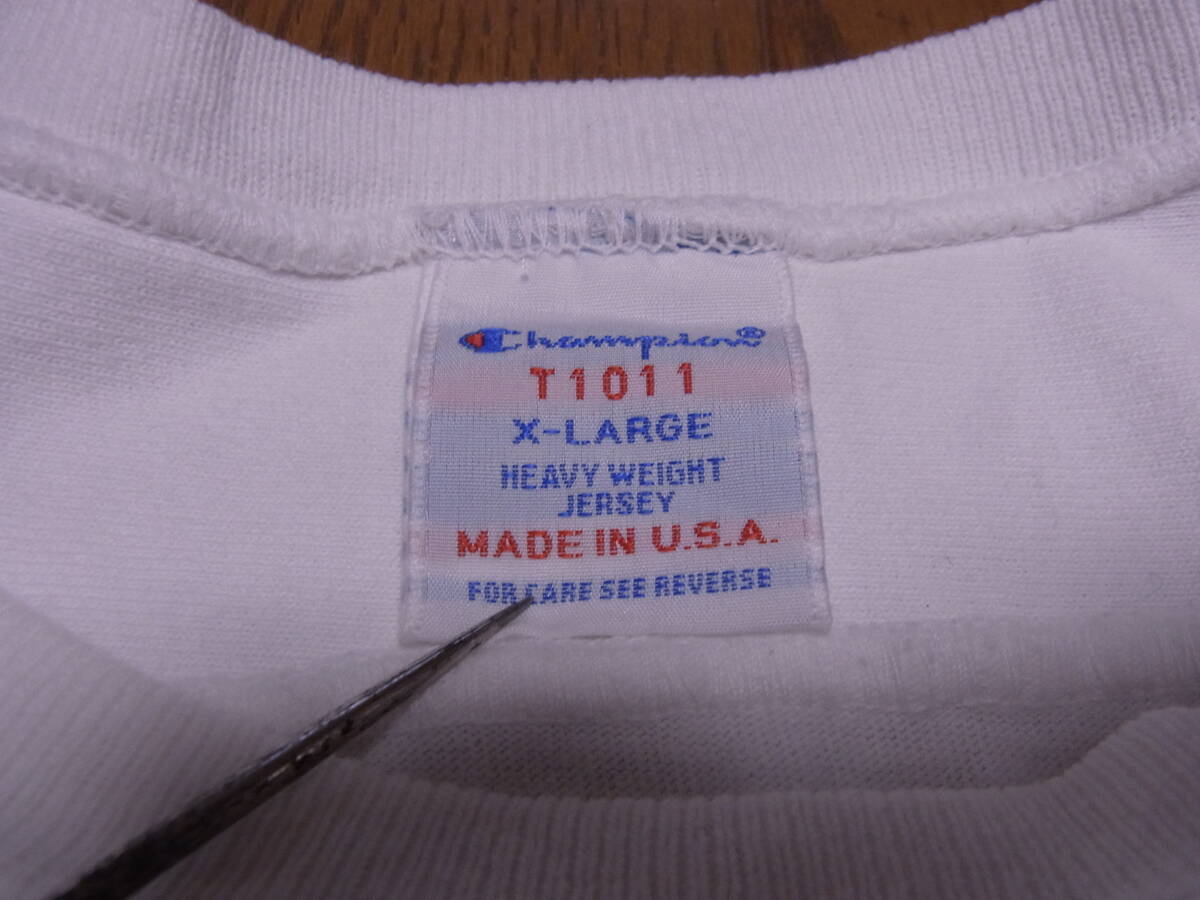 Champion®
T1011
X-LARGE
HEAVY WEIGHT
JERSEY
MADE IN U.S.A.
FOR CARE SEE REVERSE